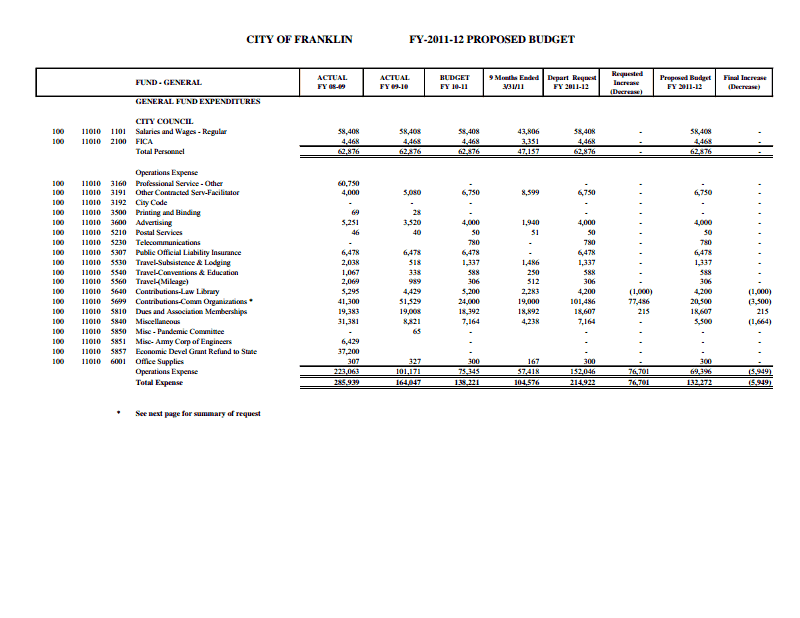 CITY OF FRANKLIN FY-2011-12 PROPOSED BUDGET
FUND - GENERAL ACTUAL FY 08-09 ACTUAL FY 09-10 BUDGET FY 10-11 9 Months Ended 3/31/11 Depart Request FY 2011-12 Requested Increase (Decrease) Proposed Budget FY 2011-12 Final Increase (Decrease)
GENERAL FUND EXPENDITURES
CITY COUNCIL
100 11010 1101 Salaries and Wages - Regular 58,408 58,408 58,408 43,806 58,408 - 58,408 -
100 11010 2100 FICA 4,468 4,468 4,468 3,351 4,468 - 4,468 -
Total Personnel 62,876 62,876 62,876 47,157 62,876 - 62,876 -
Operations Expense
100 11010 3160 Professional Service - Other 60,750 - - - - -
100 11010 3191 Other Contracted Serv-Facilitator 4,000 5,080 6,750 8,599 6,750 - 6,750 -
100 11010 3192 City Code - - - - - - - -
100 11010 3500 Printing and Binding 69 28 - - - - - -
100 11010 3600 Advertising 5,251 3,520 4,000 1,940 4,000 - 4,000 -
100 11010 5210 Postal Services 46 40 50 51 50 - 50 -
100 11010 5230 Telecommunications - 780 - 780 - 780 -
100 11010 5307 Public Official Liability Insurance 6,478 6,478 6,478 - 6,478 - 6,478 -
100 11010 5530 Travel-Subsistence & Lodging 2,038 518 1,337 1,486 1,337 - 1,337 -
100 11010 5540 Travel-Conventions & Education 1,067 338 588 250 588 - 588 -
100 11010 5560 Travel-(Mileage) 2,069 989 306 512 306 - 306 -
100 11010 5640 Contributions-Law Library 5,295 4,429 5,200 2,283 4,200 (1,000) 4,200 (1,000)
100 11010 5699 Contributions-Comm Organizations * 41,300 51,529 24,000 19,000 101,486 77,486 20,500 (3,500)
100 11010 5810 Dues and Association Memberships 19,383 19,008 18,392 18,892 18,607 215 18,607 215
100 11010 5840 Miscellaneous 31,381 8,821 7,164 4,238 7,164 - 5,500 (1,664)
100 11010 5850 Misc - Pandemic Committee - 65 - - - - -
100 11010 5851 Misc- Army Corp of Engineers 6,429 - - - - -
100 11010 5857 Economic Devel Grant Refund to State 37,200 - - - - -
100 11010 6001 Office Supplies 307 327 300 167 300 - 300 -
Operations Expense 223,063 101,171 75,345 57,418 152,046 76,701 69,396 (5,949)
Total Expense 285,939 164,047 138,221 104,576 214,922 76,701 132,272 (5,949)
* See next page for summary of request